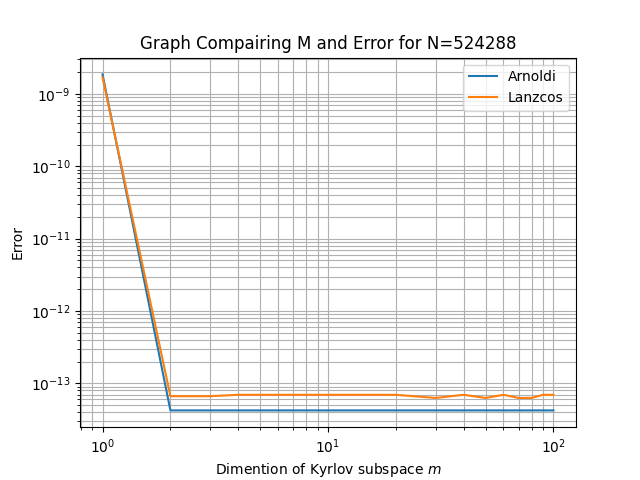 Graph Compairing M and Error for N=524288
Arnoldi
Lanzcos
Error
10⁻⁹
10⁻¹⁰
10⁻¹¹
10⁻¹²
10⁻¹³
10⁰ 10¹ 10²
Dimention of Kyrlov subspace m